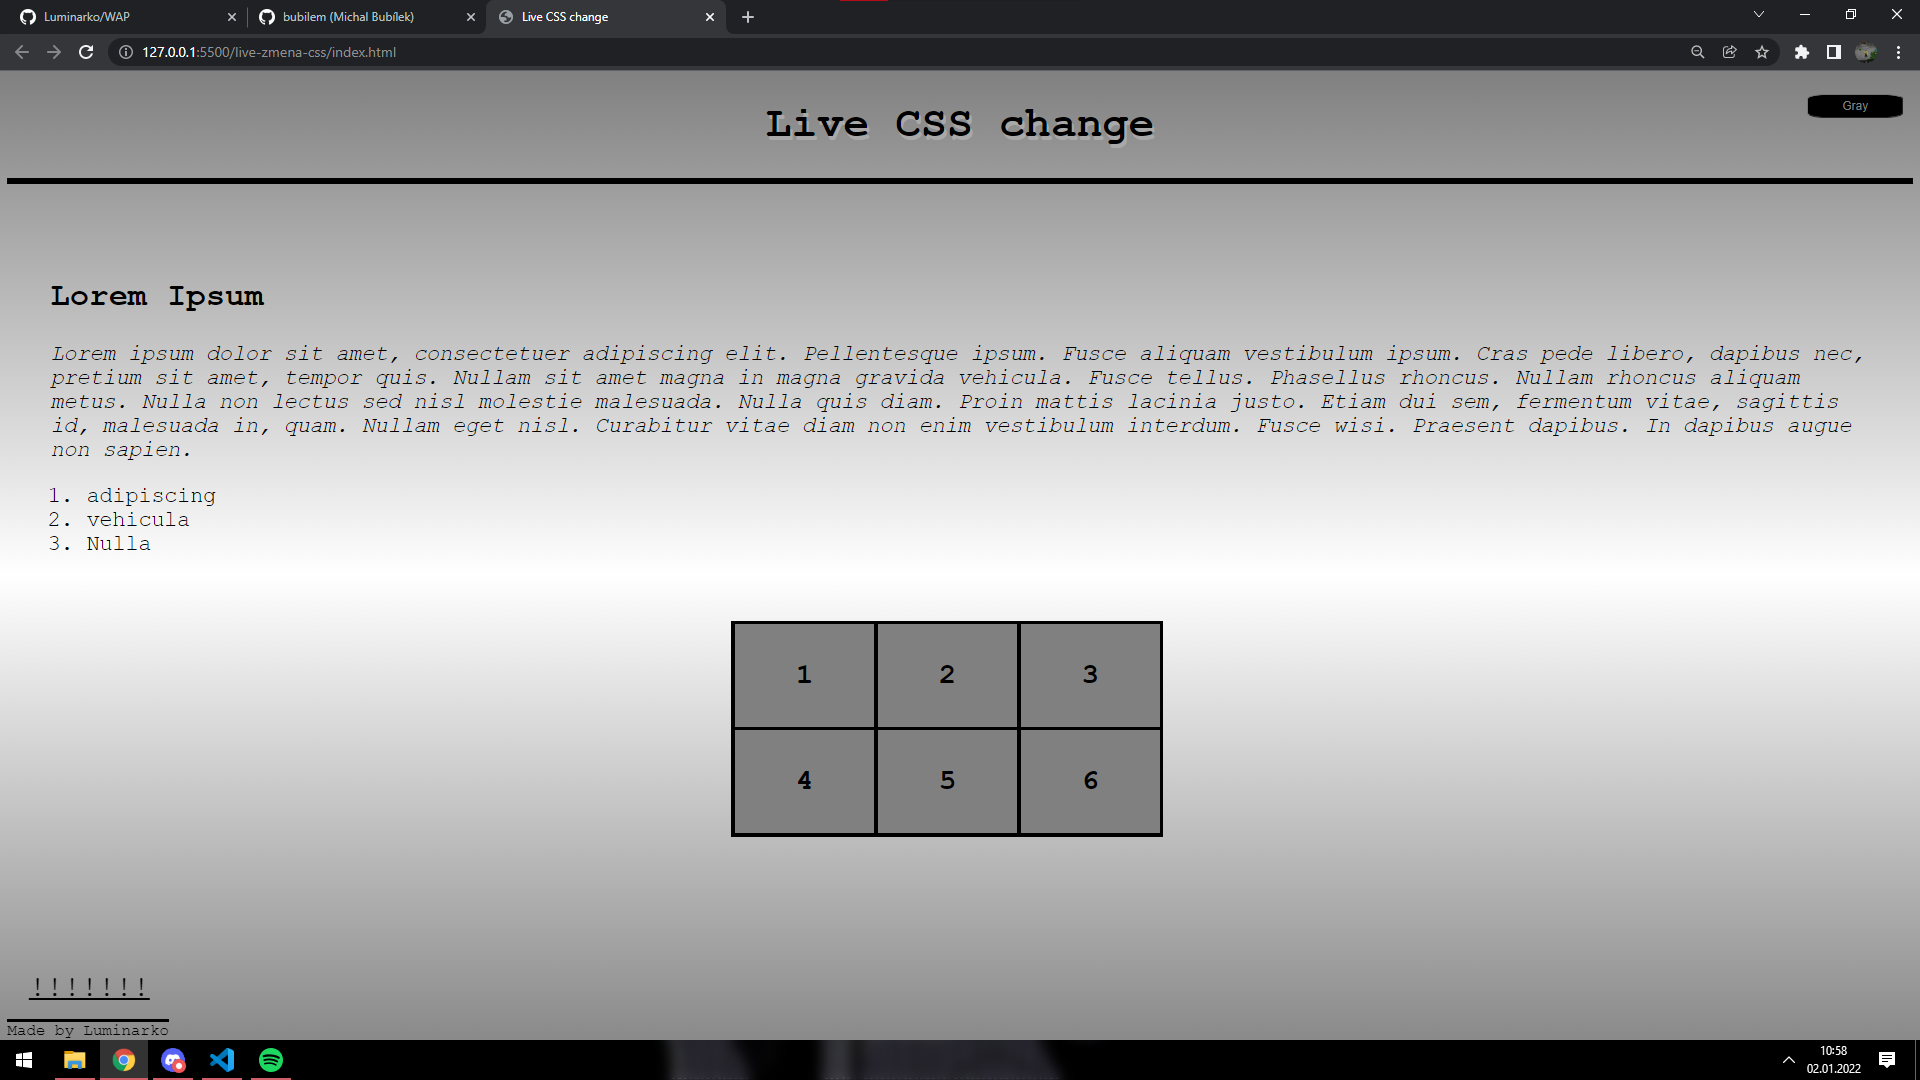 Luminarko/WAP
bubilem (Michal Bubílek)
Live CSS change
127.0.0.1:5500/live-zmena-css/index.html
Live CSS change
Gray
Lorem Ipsum
Lorem ipsum dolor sit amet, consectetuer adipiscing elit. Pellentesque ipsum. Fusce aliquam vestibulum ipsum. Cras pede libero, dapibus nec,
pretium sit amet, tempor quis. Nullam sit amet magna in magna gravida vehicula. Fusce tellus. Phasellus rhoncus. Nullam rhoncus aliquam
metus. Nulla non lectus sed nisl molestie malesuada. Nulla quis diam. Proin mattis lacinia justo. Etiam dui sem, fermentum vitae, sagittis
id, malesuada in, quam. Nullam eget nisl. Curabitur vitae diam non enim vestibulum interdum. Fusce wisi. Praesent dapibus. In dapibus augue
non sapien.
1. adipiscing
2. vehicula
3. Nulla
1 2 3
4 5 6
!!!!!!!
Made by Luminarko
10:58
02.01.2022